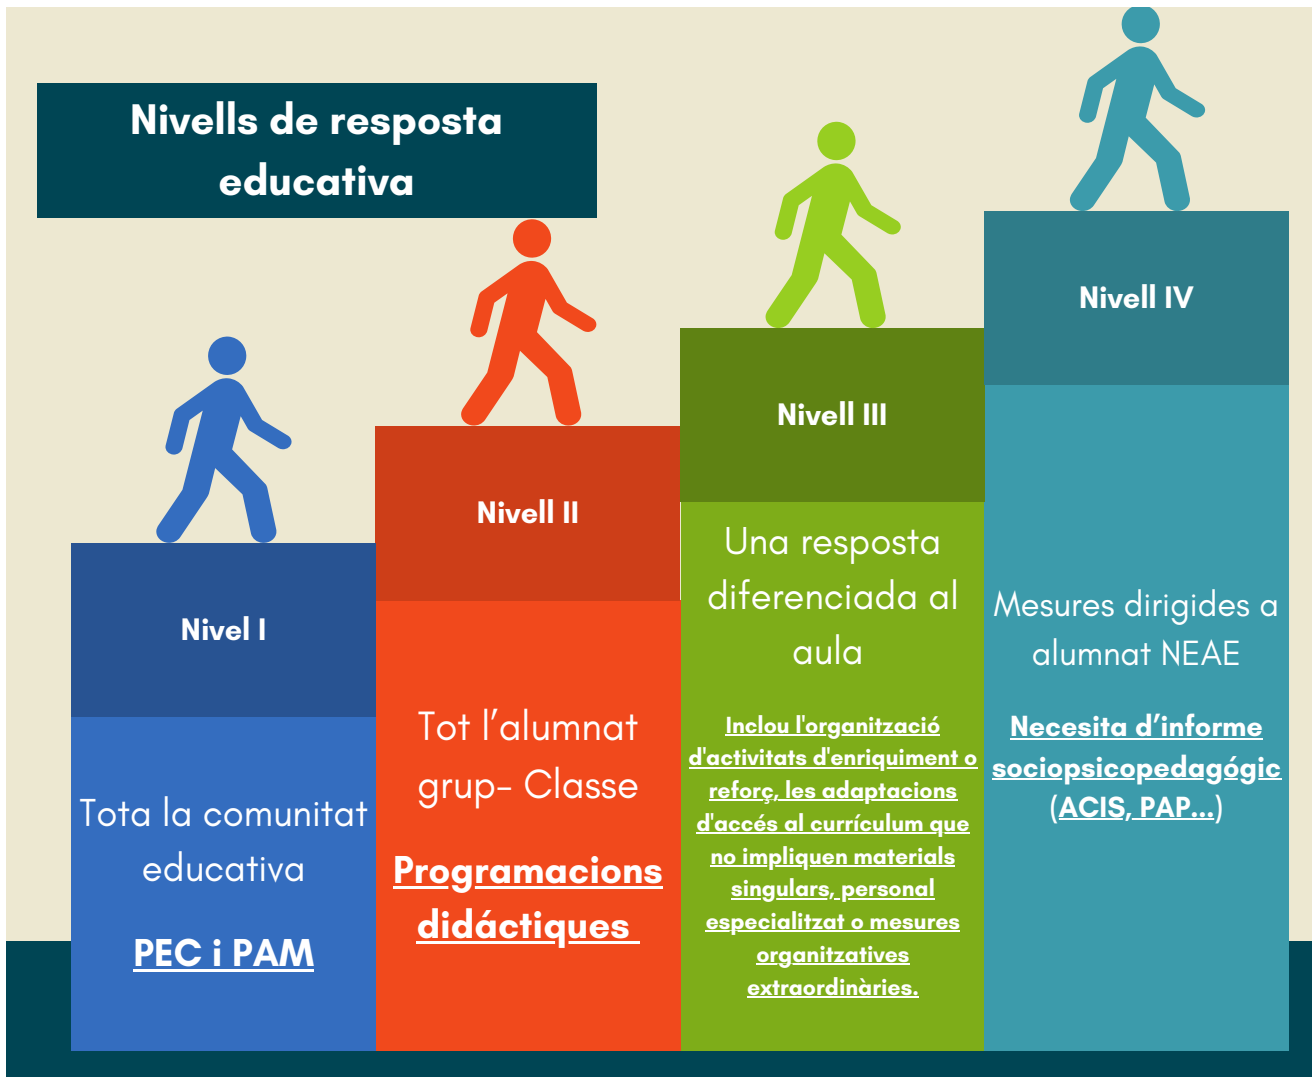 Nivells de resposta
educativa
Nivel I
Tota la comunitat
educativa
PEC i PAM
Nivell II
Tot l'alumnat
grup- Classe
Programacions
didáctiques
Nivell III
Una resposta
diferenciada al
aula
Inclou l'organització
d'activitats d'enriquiment o
reforç, les adaptacions
d'accés al currículum que
no impliquen materials
singulars, personal
especialitzat o mesures
organitzatives
extraordinàries.
Nivell IV
Mesures dirigides a
alumnat NEAE
Necesita d'informe
sociopsicopedagógic
(ACIS, PAP...)